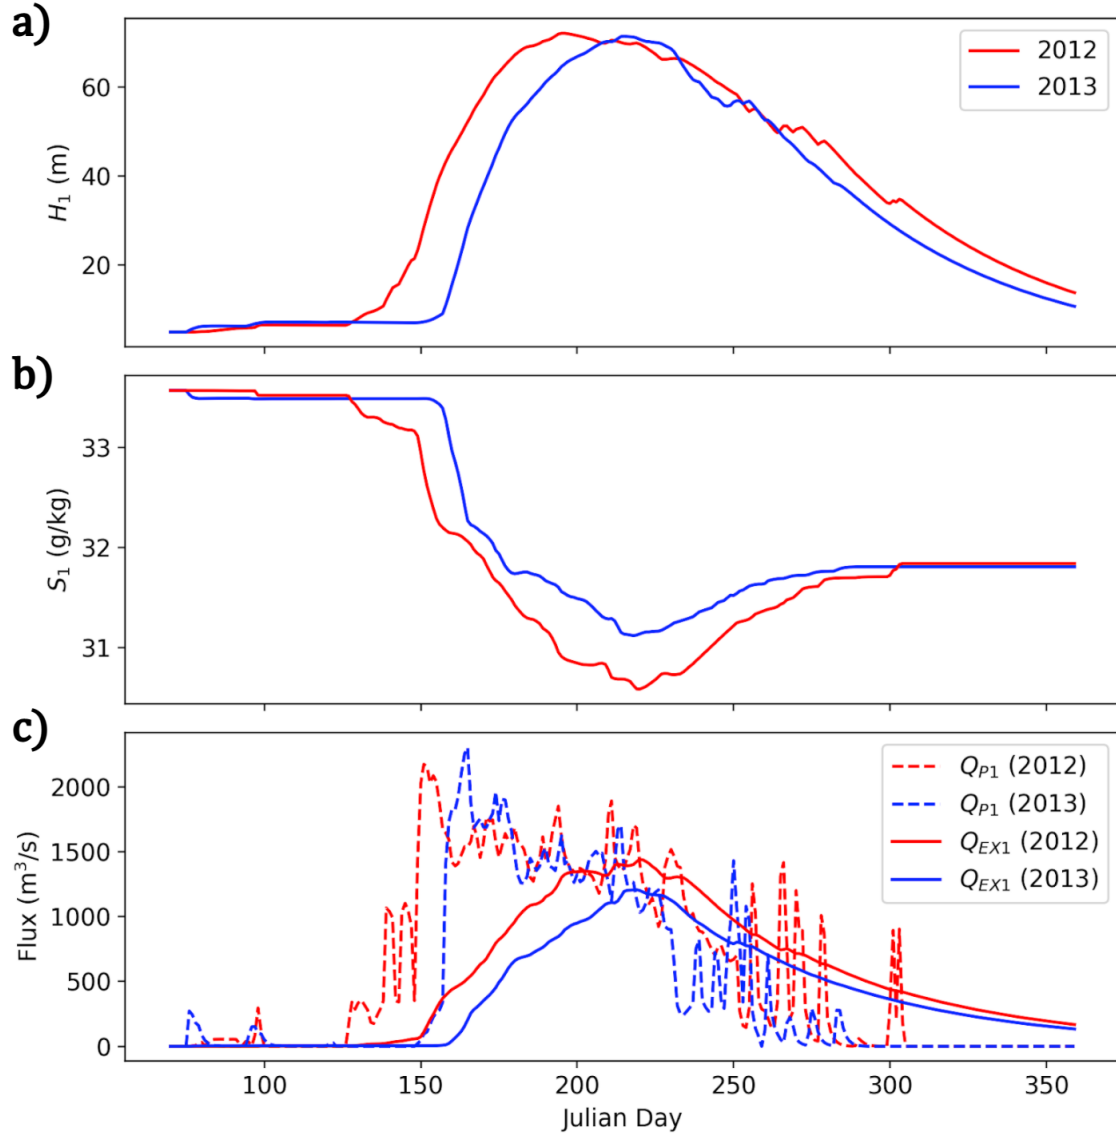 a)
H1 (m)
60
40
20
2012
2013
b)
S1 (g/kg)
33
32
31
c)
Flux (m³/s)
2000
1500
1000
500
0
QP1 (2012)
QP1 (2013)
QEX1 (2012)
QEX1 (2013)
100 150 200 250 300 350
Julian Day